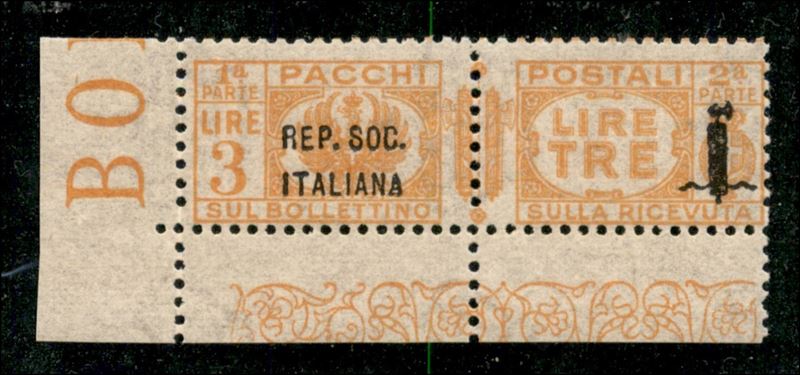 BO
1ª PARTE
PACCHI
POSTALI
2ª PARTE
LIRE
3
REP. SOC.
ITALIANA
LIRE
TRE
SUL BOLLETTINO
SULLA RICEVUTA